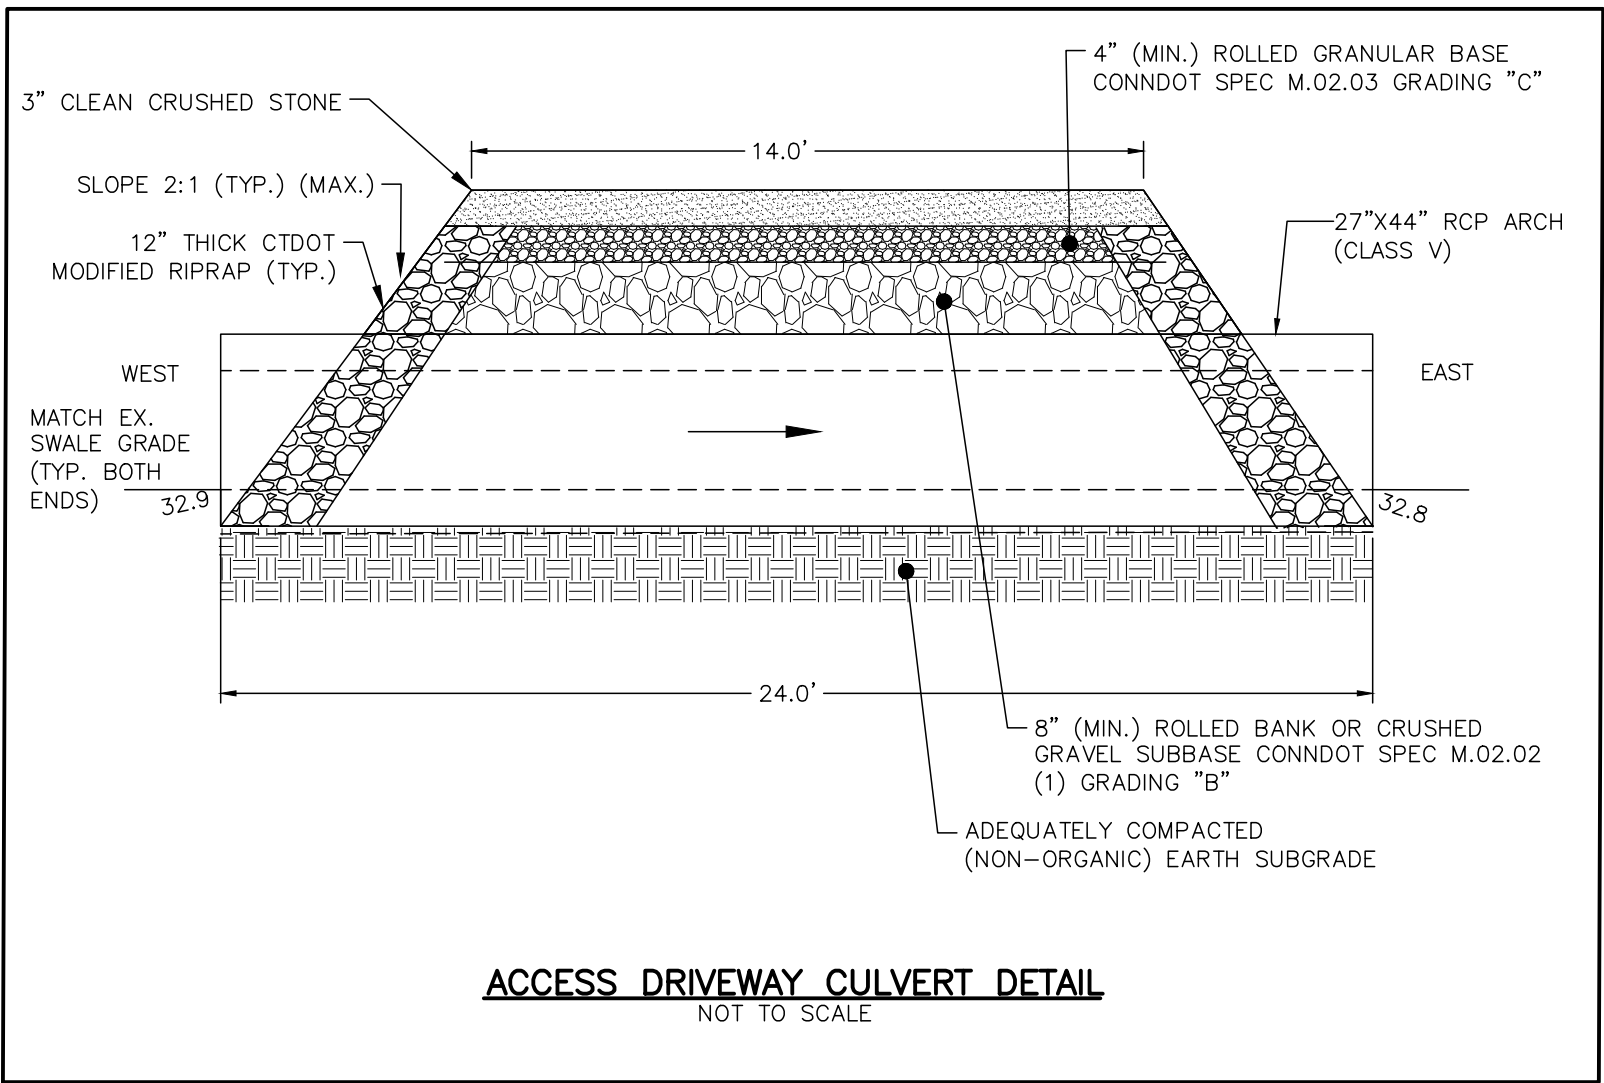 4” (MIN.) ROLLED GRANULAR BASE
CONNDOT SPEC M.02.03 GRADING ”C”
3” CLEAN CRUSHED STONE
14.0’
SLOPE 2:1 (TYP.) (MAX.)
27”X44” RCP ARCH
(CLASS V)
12” THICK CTDOT
MODIFIED RIPRAP (TYP.)
WEST
EAST
MATCH EX.
SWALE GRADE
(TYP. BOTH
ENDS)
32.9
32.8
24.0’
8” (MIN.) ROLLED BANK OR CRUSHED
GRAVEL SUBBASE CONNDOT SPEC M.02.02
(1) GRADING ”B”
ADEQUATELY COMPACTED
(NON–ORGANIC) EARTH SUBGRADE
ACCESS DRIVEWAY CULVERT DETAIL
NOT TO SCALE